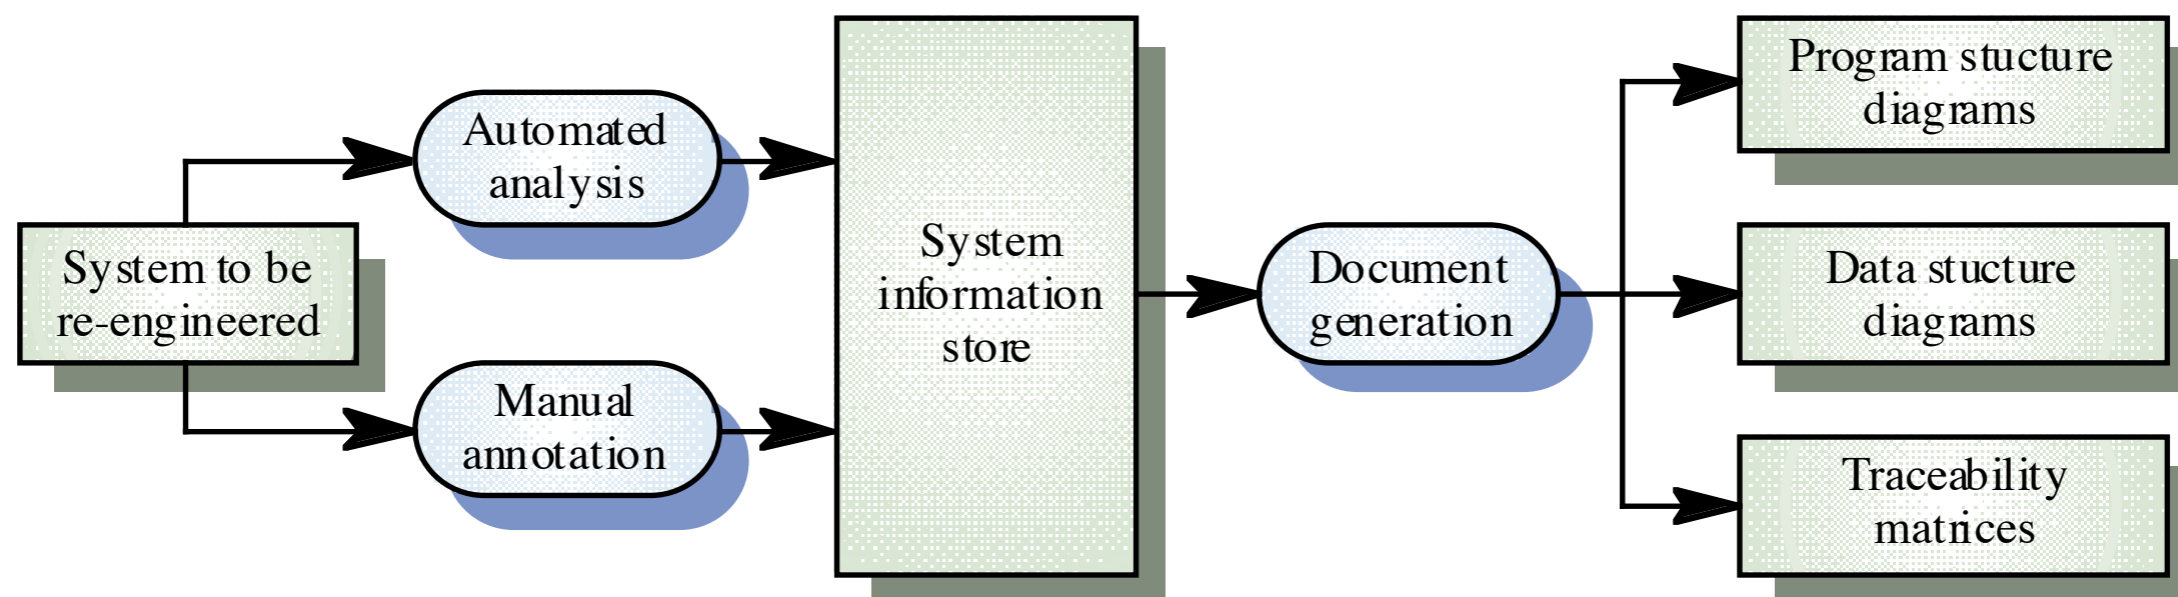 System to be
re-engineered
Automated
analysis
Manual
annotation
System
information
store
Document
generation
Program stucture
diagrams
Data stucture
diagrams
Traceability
matrices